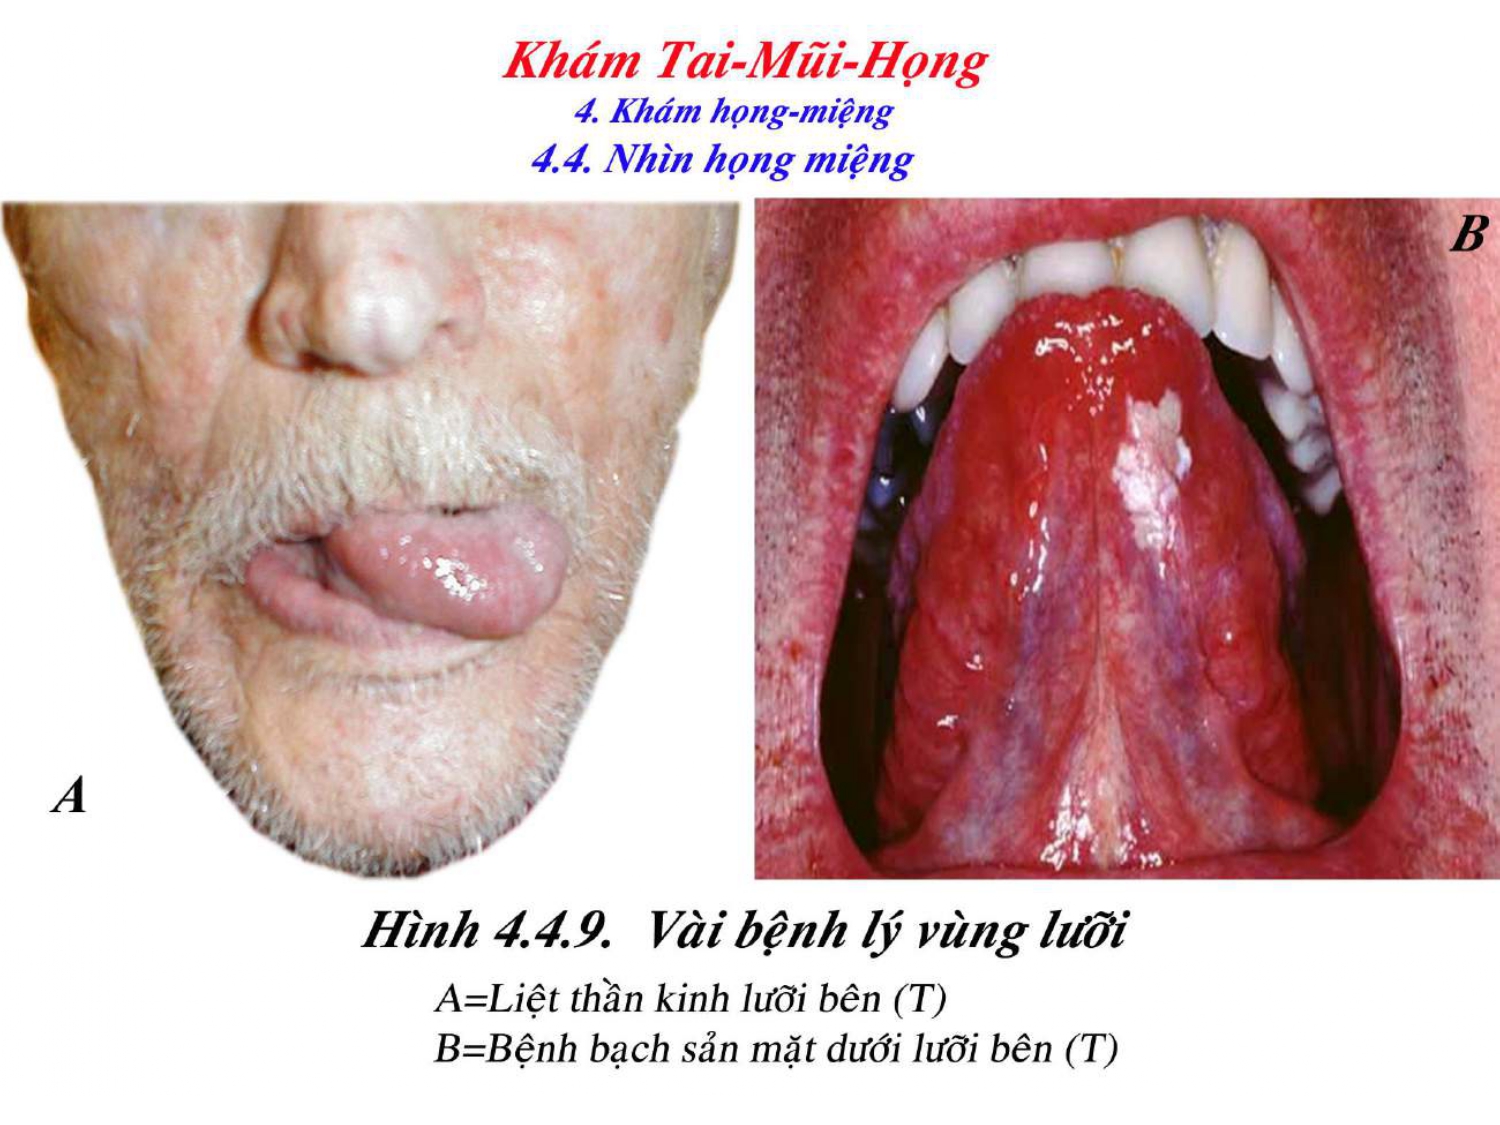 Khám Tai-Mũi-Họng
4. Khám họng-miệng
4.4. Nhìn họng miệng
B
A
Hình 4.4.9. Vài bệnh lý vùng lưỡi
A=Liệt thần kinh lưỡi bên (T)
B=Bệnh bạch sản mặt dưới lưỡi bên (T)